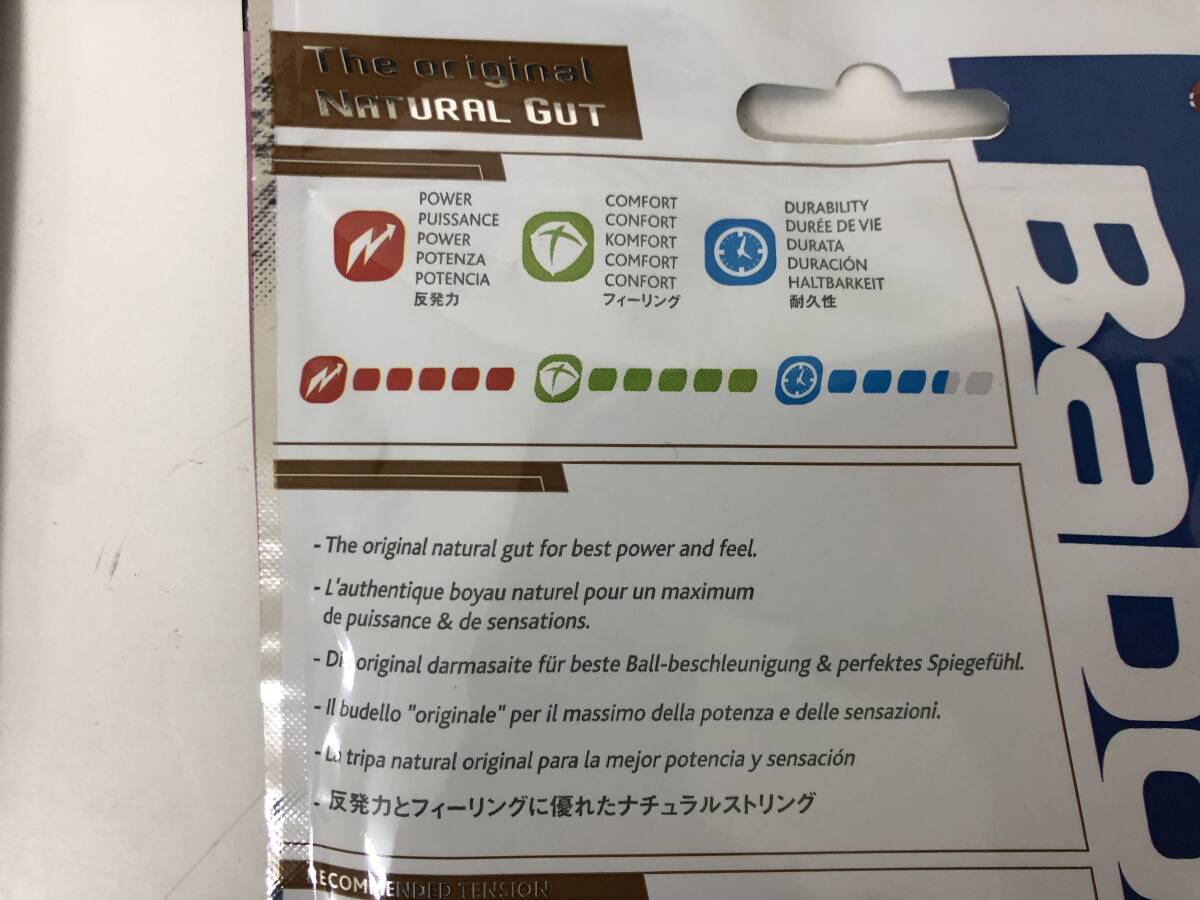 The original
NATURAL GUT
POWER
PUISSANCE
POWER
POTENZA
POTENCIA
反発力
COMFORT
CONFORT
KOMFORT
COMFORT
CONFORT
フィーリング
DURABILITY
DURÉE DE VIE
DURATA
DURACIÓN
HALTBARKEIT
耐久性
- The original natural gut for best power and feel.
- L'authentique boyau naturel pour un maximum
de puissance & de sensations.
- Die original darmasaite für beste Ball-beschleunigung & perfektes Spiegefühl.
- Il budello "originale" per il massimo della potenza e delle sensazioni.
- La tripa natural original para la mejor potencia y sensación
- 反発力とフィーリングに優れたナチュラルストリング
RECOMMENDED TENSION